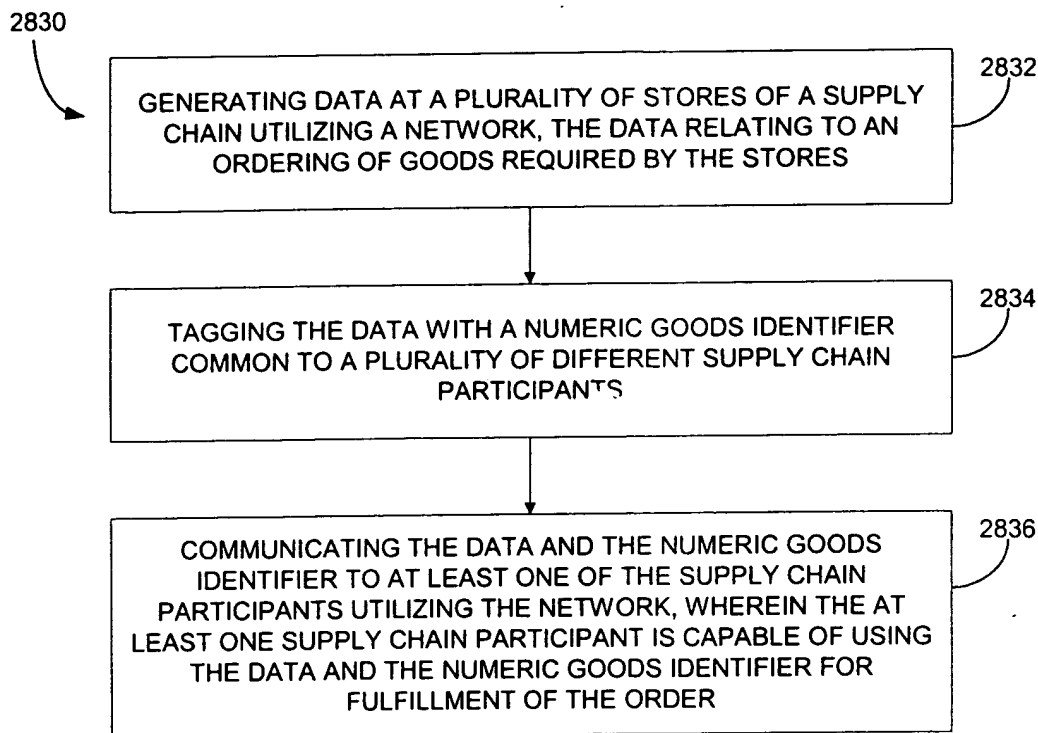 2830
2832
GENERATING DATA AT A PLURALITY OF STORES OF A SUPPLY
CHAIN UTILIZING A NETWORK, THE DATA RELATING TO AN
ORDERING OF GOODS REQUIRED BY THE STORES
2834
TAGGING THE DATA WITH A NUMERIC GOODS IDENTIFIER
COMMON TO A PLURALITY OF DIFFERENT SUPPLY CHAIN
PARTICIPANTS
2836
COMMUNICATING THE DATA AND THE NUMERIC GOODS
IDENTIFIER TO AT LEAST ONE OF THE SUPPLY CHAIN
PARTICIPANTS UTILIZING THE NETWORK, WHEREIN THE AT
LEAST ONE SUPPLY CHAIN PARTICIPANT IS CAPABLE OF USING
THE DATA AND THE NUMERIC GOODS IDENTIFIER FOR
FULFILLMENT OF THE ORDER